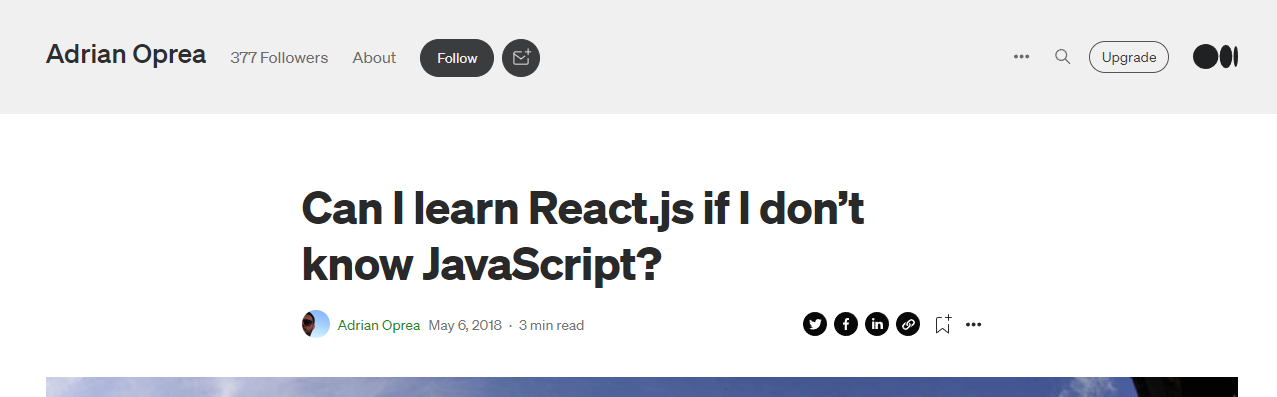 Adrian Oprea 377 Followers About Follow Upgrade
Can I learn React.js if I don’t
know JavaScript?
Adrian Oprea May 6, 2018 · 3 min read